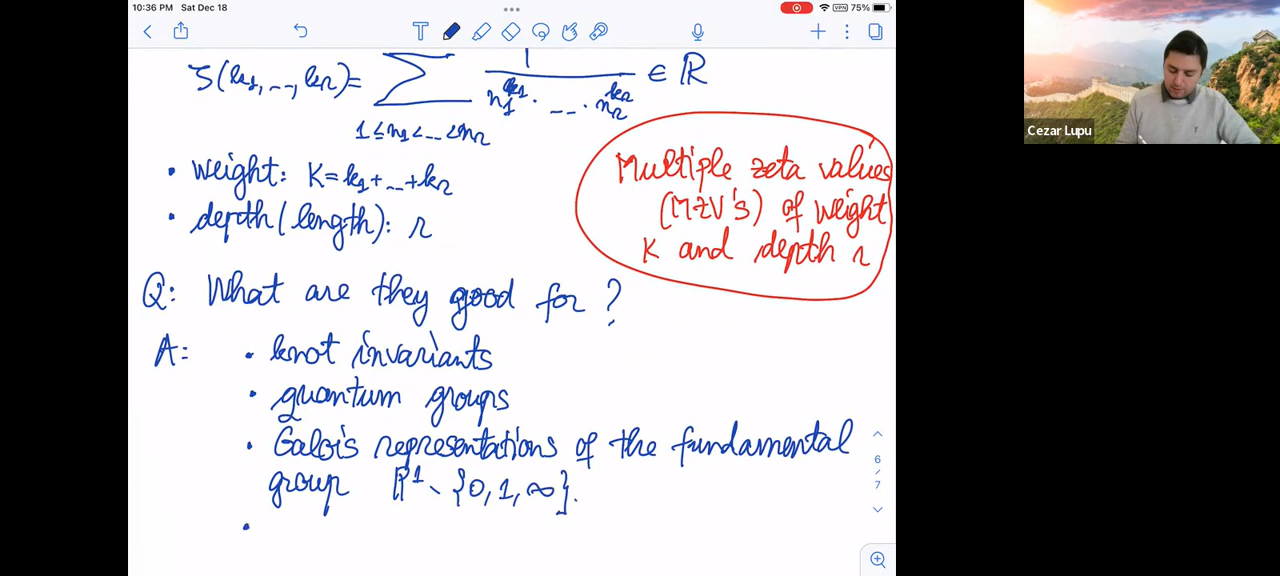 10:36 PM Sat Dec 18
VPN 75%
Cezar Lupu
ζ(k1, ..., kr) = ∑ 1 / n1^k1 · ... · nr^kr ∈ ℝ
1 ≤ n1 < ... < nr
• weight: K = k1 + ... + kr
• depth (length): r
Multiple zeta values
(MZV's) of weight
K and depth r
Q: What are they good for?
A: • knot invariants
• quantum groups
• Galois representations of the fundamental
group P^1 \ {0, 1, ∞}.
•
6
/
7